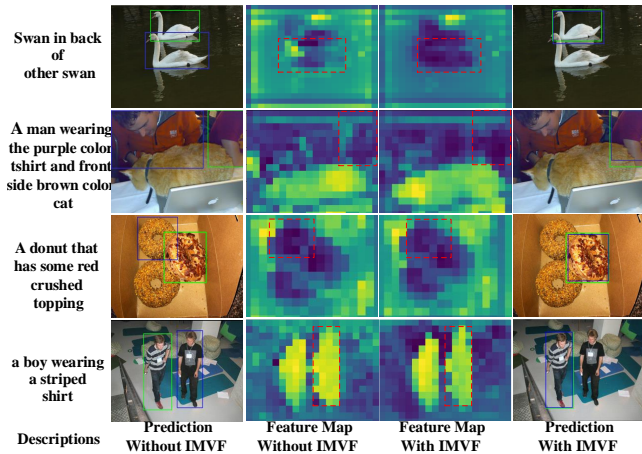 Swan in back
of
other swan
A man wearing
the purple color
tshirt and front
side brown color
cat
A donut that
has some red
crushed
topping
a boy wearing
a striped
shirt
Descriptions
Prediction
Without IMVF
Feature Map
Without IMVF
Feature Map
With IMVF
Prediction
With IMVF